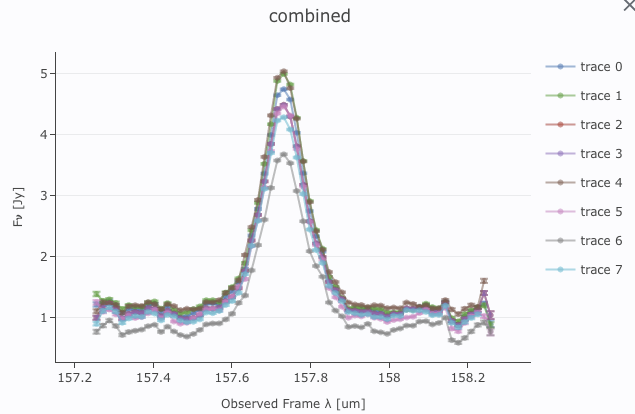 combined
Fν [Jy]
5
4
3
2
1
157.2
157.4
157.6
157.8
158
158.2
Observed Frame λ [um]
trace 0
trace 1
trace 2
trace 3
trace 4
trace 5
trace 6
trace 7